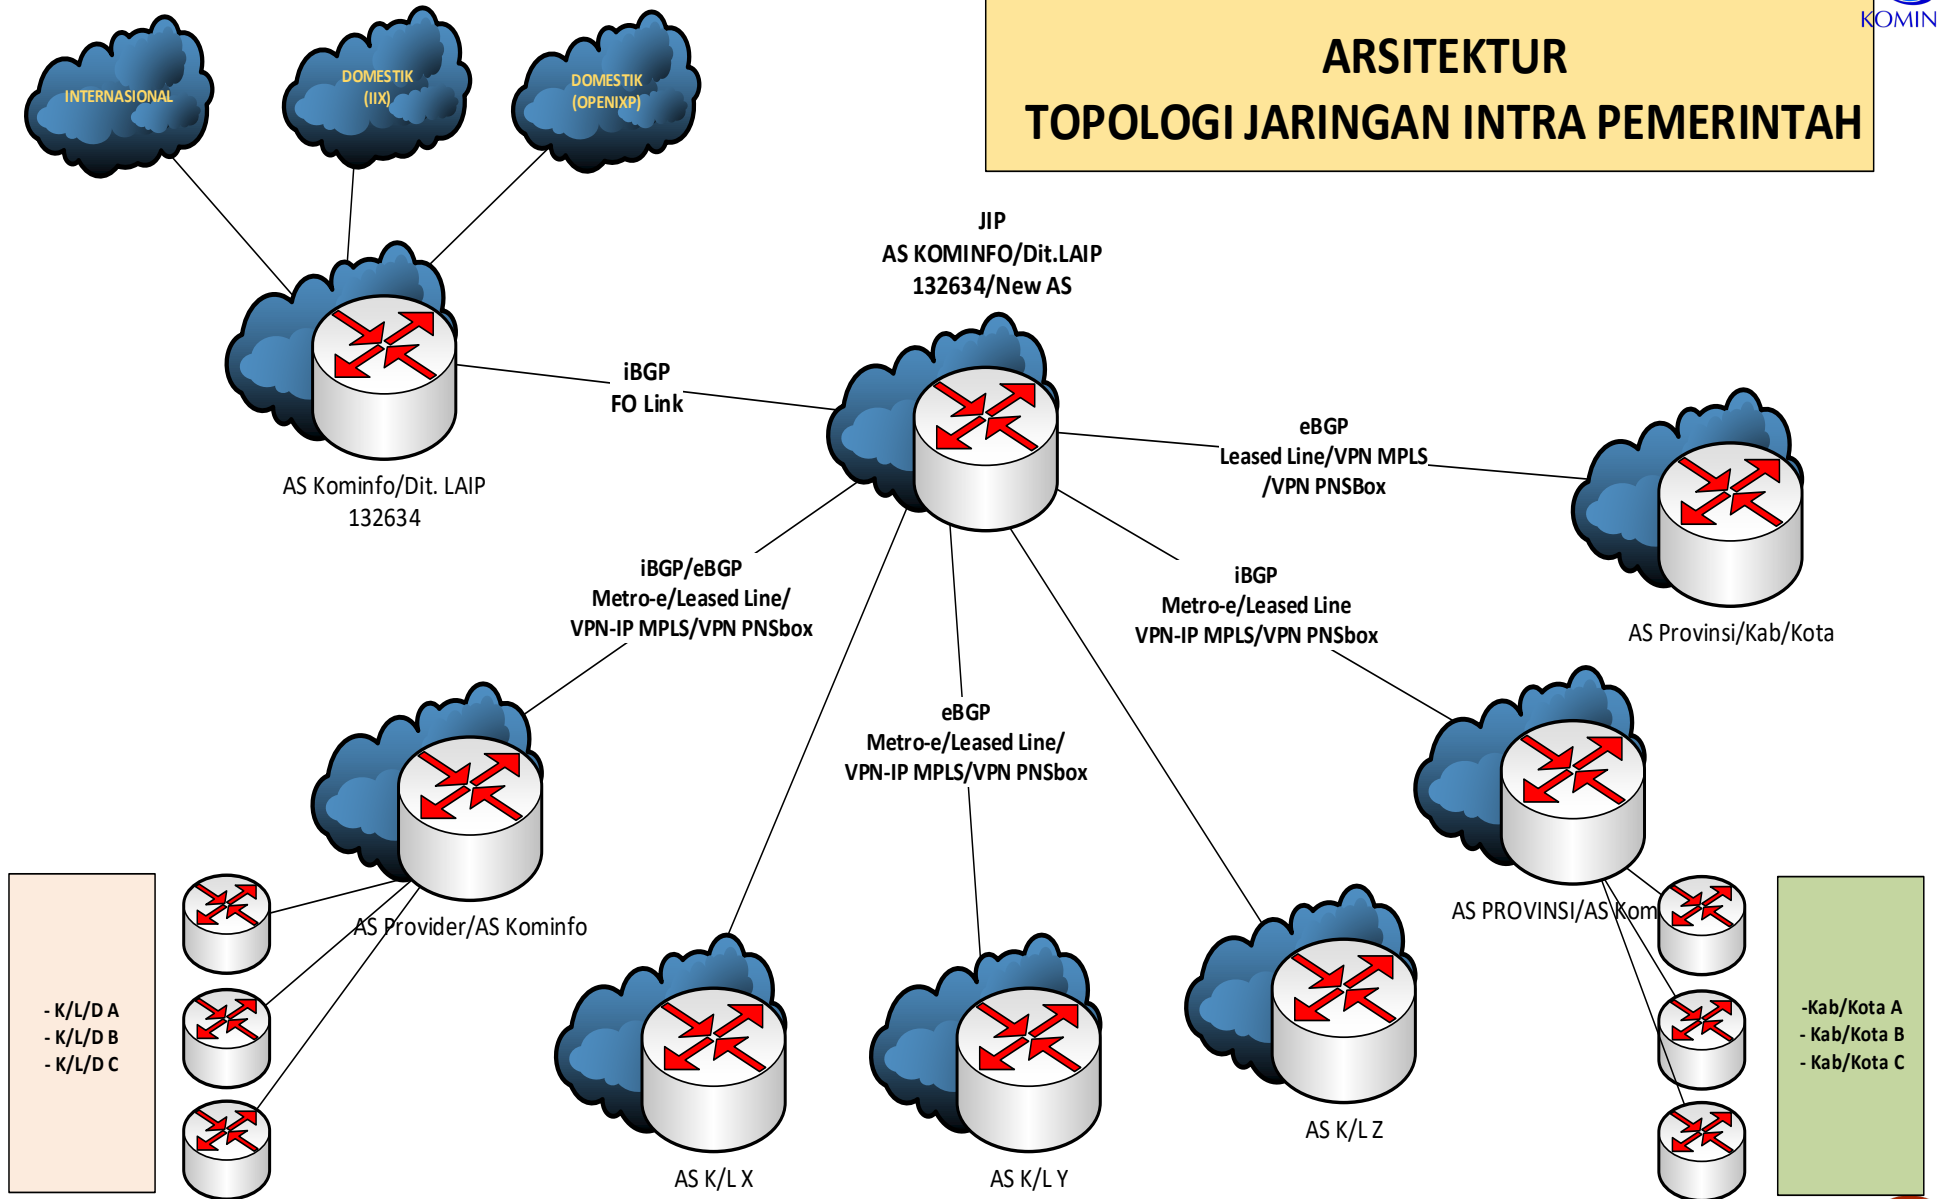 KOMIN
ARSITEKTUR
TOPOLOGI JARINGAN INTRA PEMERINTAH
INTERNASIONAL
DOMESTIK
(IIX)
DOMESTIK
(OPENIXP)
JIP
AS KOMINFO/Dit.LAIP
132634/New AS
iBGP
FO Link
AS Kominfo/Dit. LAIP
132634
eBGP
Leased Line/VPN MPLS
/VPN PNSBox
AS Provinsi/Kab/Kota
iBGP/eBGP
Metro-e/Leased Line/
VPN-IP MPLS/VPN PNSbox
iBGP
Metro-e/Leased Line
VPN-IP MPLS/VPN PNSbox
eBGP
Metro-e/Leased Line/
VPN-IP MPLS/VPN PNSbox
AS Provider/AS Kominfo
AS PROVINSI/AS Kom
- K/L/D A
- K/L/D B
- K/L/D C
-Kab/Kota A
- Kab/Kota B
- Kab/Kota C
AS K/L X
AS K/L Y
AS K/L Z